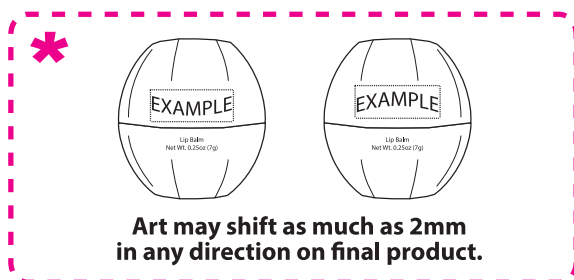 *
EXAMPLE
Lip Balm
Net Wt. 0.25oz (7g)
EXAMPLE
Lip Balm
Net Wt. 0.25oz (7g)
Art may shift as much as 2mm
in any direction on final product.